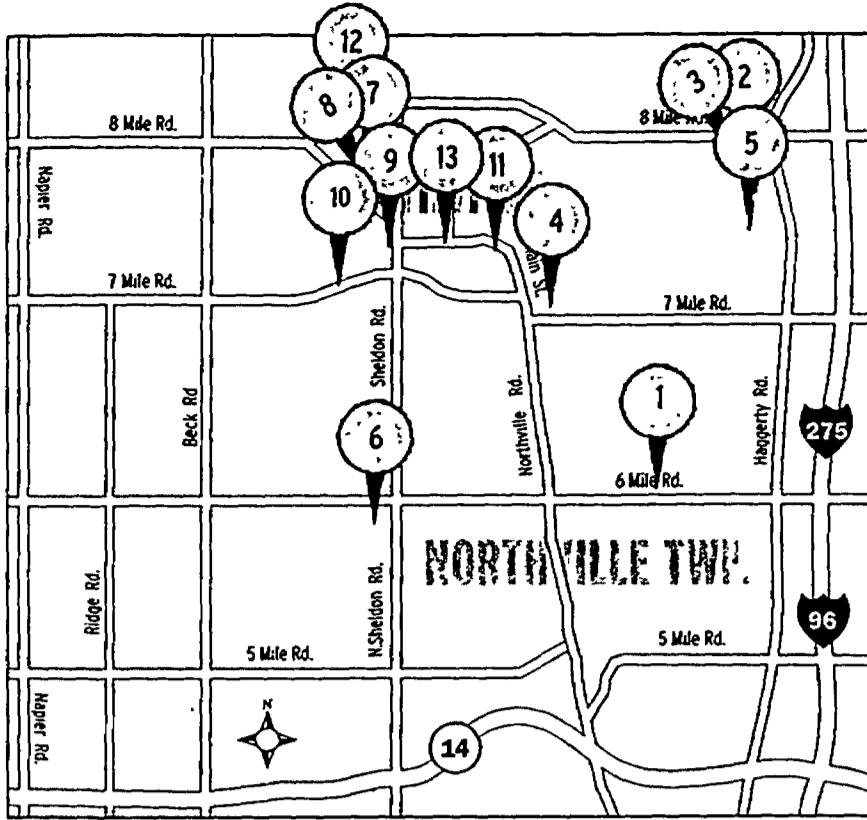 12
3
2
8
7
8 Mile Rd.
5
9
13
11
10
4
Napier Rd.
7 Mile Rd.
7 Mile Rd.
Sheldon Rd.
Beck Rd
Northville Rd.
Haggerty Rd.
1
275
6
6 Mile Rd.
NORTHVILLE TWP.
Ridge Rd.
N.Sheldon Rd.
96
5 Mile Rd.
5 Mile Rd.
Napier Rd.
N
14